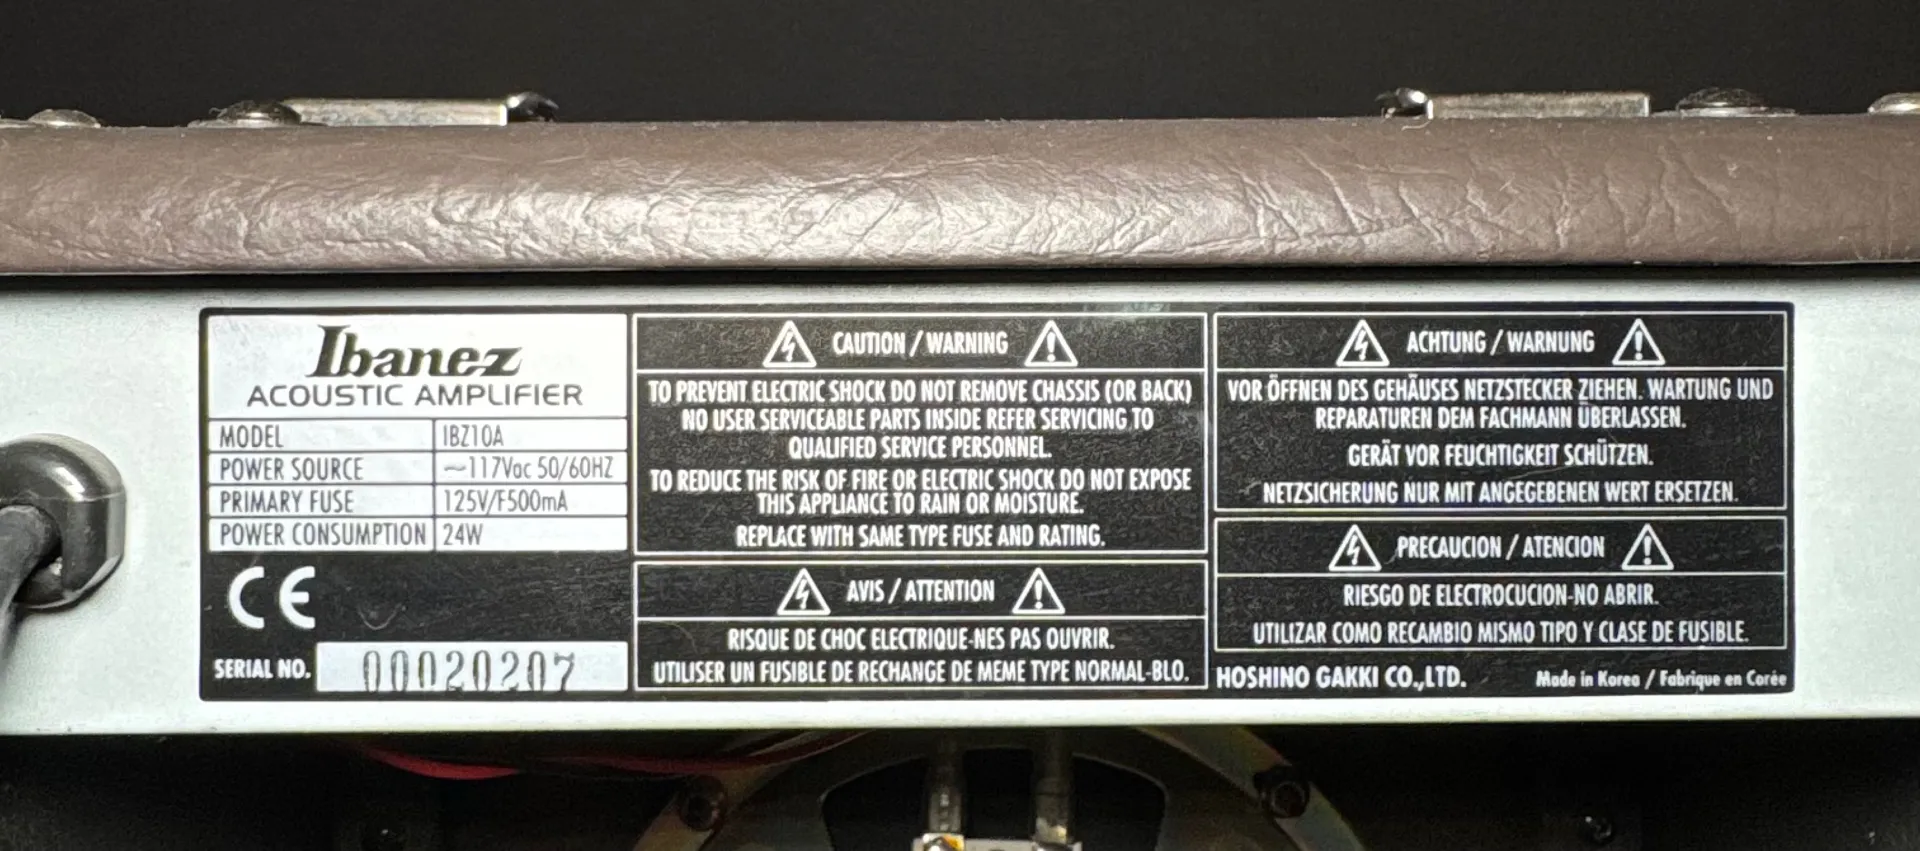 Ibanez
ACOUSTIC AMPLIFIER
MODEL IBZ10A
POWER SOURCE ~117Vac 50/60HZ
PRIMARY FUSE 125V/F500mA
POWER CONSUMPTION 24W
CE
SERIAL NO. 00020207
CAUTION / WARNING
TO PREVENT ELECTRIC SHOCK DO NOT REMOVE CHASSIS (OR BACK)
NO USER SERVICEABLE PARTS INSIDE REFER SERVICING TO
QUALIFIED SERVICE PERSONNEL.
TO REDUCE THE RISK OF FIRE OR ELECTRIC SHOCK DO NOT EXPOSE
THIS APPLIANCE TO RAIN OR MOISTURE.
REPLACE WITH SAME TYPE FUSE AND RATING.
AVIS / ATTENTION
RISQUE DE CHOC ELECTRIQUE-NES PAS OUVRIR.
UTILISER UN FUSIBLE DE RECHANGE DE MEME TYPE NORMAL-BLO.
ACHTUNG / WARNUNG
VOR ÖFFNEN DES GEHÄUSES NETZSTECKER ZIEHEN. WARTUNG UND
REPARATUREN DEM FACHMANN ÜBERLASSEN.
GERÄT VOR FEUCHTIGKEIT SCHÜTZEN.
NETZSICHERUNG NUR MIT ANGEGEBENEN WERT ERSETZEN.
PRECAUCION / ATENCION
RIESGO DE ELECTROCUCION-NO ABRIR.
UTILIZAR COMO RECAMBIO MISMO TIPO Y CLASE DE FUSIBLE.
HOSHINO GAKKI CO.,LTD. Made in Korea / Fabrique en Corée